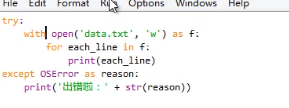 File Edit Format Run Options Windows Help
try:
    with open('data.txt', 'w') as f:
        for each_line in f:
            print(each_line)
except OSError as reason:
    print('出错啦：' + str(reason))